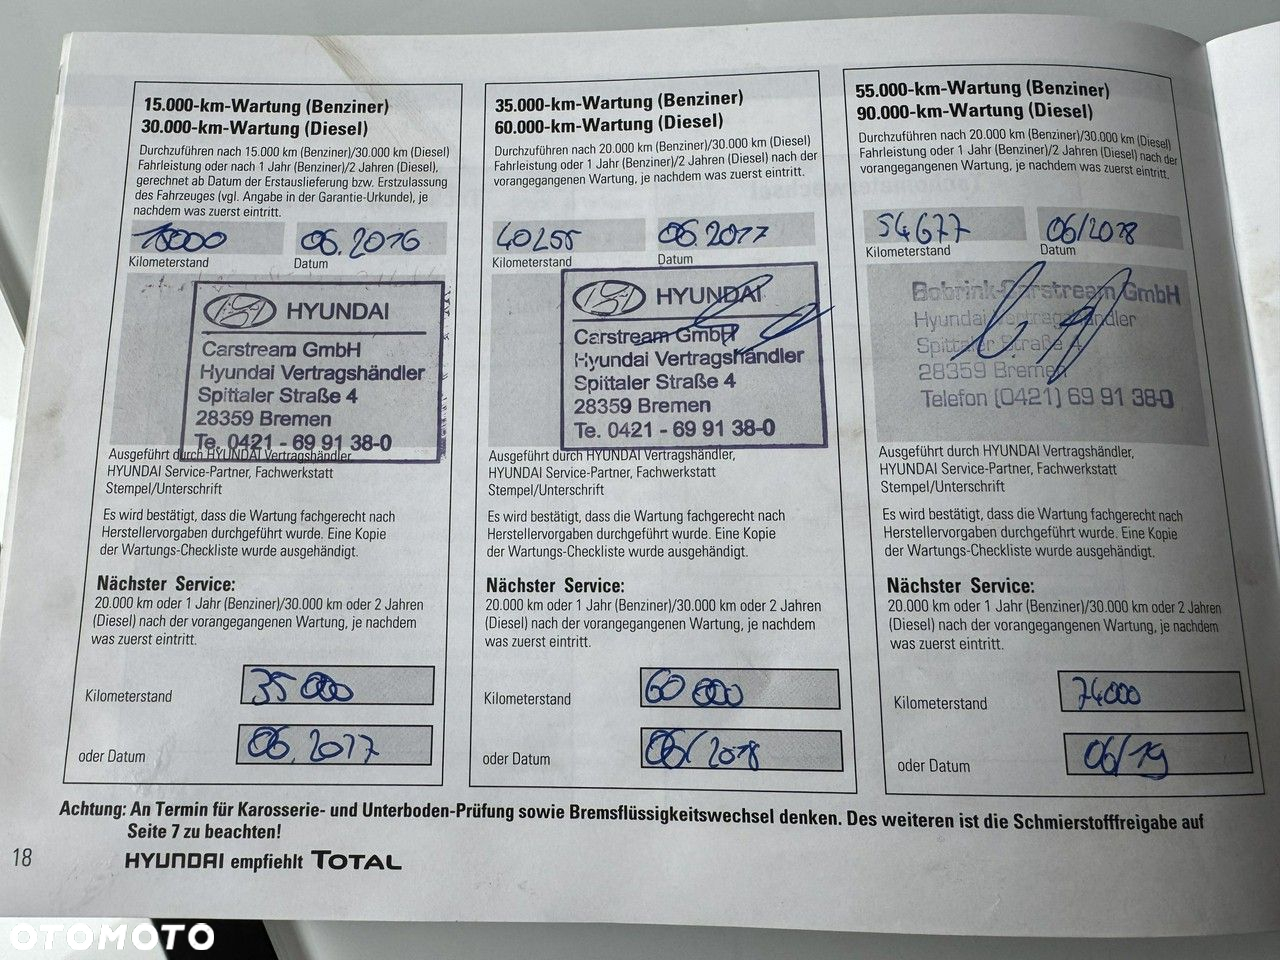 15.000-km-Wartung (Benziner)
30.000-km-Wartung (Diesel)
Durchzuführen nach 15.000 km (Benziner)/30.000 km (Diesel)
Fahrleistung oder nach 1 Jahr (Benziner)/2 Jahren (Diesel),
gerechnet ab Datum der Erstauslieferung bzw. Erstzulassung
des Fahrzeuges (vgl. Angabe in der Garantie-Urkunde), je
nachdem was zuerst eintritt.
06.2016
Kilometerstand Datum
HYUNDAI
Carstream GmbH
Hyundai Vertragshändler
Spittaler Straße 4
28359 Bremen
Te. 0421 - 69 91 38-0
Ausgeführt durch HYUNDAI Vertragshändler,
HYUNDAI Service-Partner, Fachwerkstatt
Stempel/Unterschrift
Es wird bestätigt, dass die Wartung fachgerecht nach
Herstellervorgaben durchgeführt wurde. Eine Kopie
der Wartungs-Checkliste wurde ausgehändigt.
Nächster Service:
20.000 km oder 1 Jahr (Benziner)/30.000 km oder 2 Jahren
(Diesel) nach der vorangegangenen Wartung, je nachdem
was zuerst eintritt.
Kilometerstand 35000
oder Datum 06.2017
35.000-km-Wartung (Benziner)
60.000-km-Wartung (Diesel)
Durchzuführen nach 20.000 km (Benziner)/30.000 km (Diesel)
Fahrleistung oder 1 Jahr (Benziner)/2 Jahren (Diesel) nach der
vorangegangenen Wartung, je nachdem was zuerst eintritt.
40255 06.2017
Kilometerstand Datum
HYUNDAI
Carstream GmbH
Hyundai Vertragshändler
Spittaler Straße 4
28359 Bremen
Te. 0421 - 69 91 38-0
Ausgeführt durch HYUNDAI Vertragshändler,
HYUNDAI Service-Partner, Fachwerkstatt
Stempel/Unterschrift
Es wird bestätigt, dass die Wartung fachgerecht nach
Herstellervorgaben durchgeführt wurde. Eine Kopie
der Wartungs-Checkliste wurde ausgehändigt.
Nächster Service:
20.000 km oder 1 Jahr (Benziner)/30.000 km oder 2 Jahren
(Diesel) nach der vorangegangenen Wartung, je nachdem
was zuerst eintritt.
Kilometerstand 60000
oder Datum 06/2018
55.000-km-Wartung (Benziner)
90.000-km-Wartung (Diesel)
Durchzuführen nach 20.000 km (Benziner)/30.000 km (Diesel)
Fahrleistung oder 1 Jahr (Benziner)/2 Jahren (Diesel) nach der
vorangegangenen Wartung, je nachdem was zuerst eintritt.
54677 06/2018
Kilometerstand Datum
Bobrink-Carstream GmbH
Hyundai Vertragshändler
Spittaler Straße 4
28359 Bremen
Telefon (0421) 69 91 38-0
Ausgeführt durch HYUNDAI Vertragshändler,
HYUNDAI Service-Partner, Fachwerkstatt
Stempel/Unterschrift
Es wird bestätigt, dass die Wartung fachgerecht nach
Herstellervorgaben durchgeführt wurde. Eine Kopie
der Wartungs-Checkliste wurde ausgehändigt.
Nächster Service:
20.000 km oder 1 Jahr (Benziner)/30.000 km oder 2 Jahren
(Diesel) nach der vorangegangenen Wartung, je nachdem
was zuerst eintritt.
Kilometerstand 74000
oder Datum 06/19
Achtung: An Termin für Karosserie- und Unterboden-Prüfung sowie Bremsflüssigkeitswechsel denken. Des weiteren ist die Schmierstofffreigabe auf
Seite 7 zu beachten!
18
HYUNDAI empfiehlt TOTAL
OTOMOTO